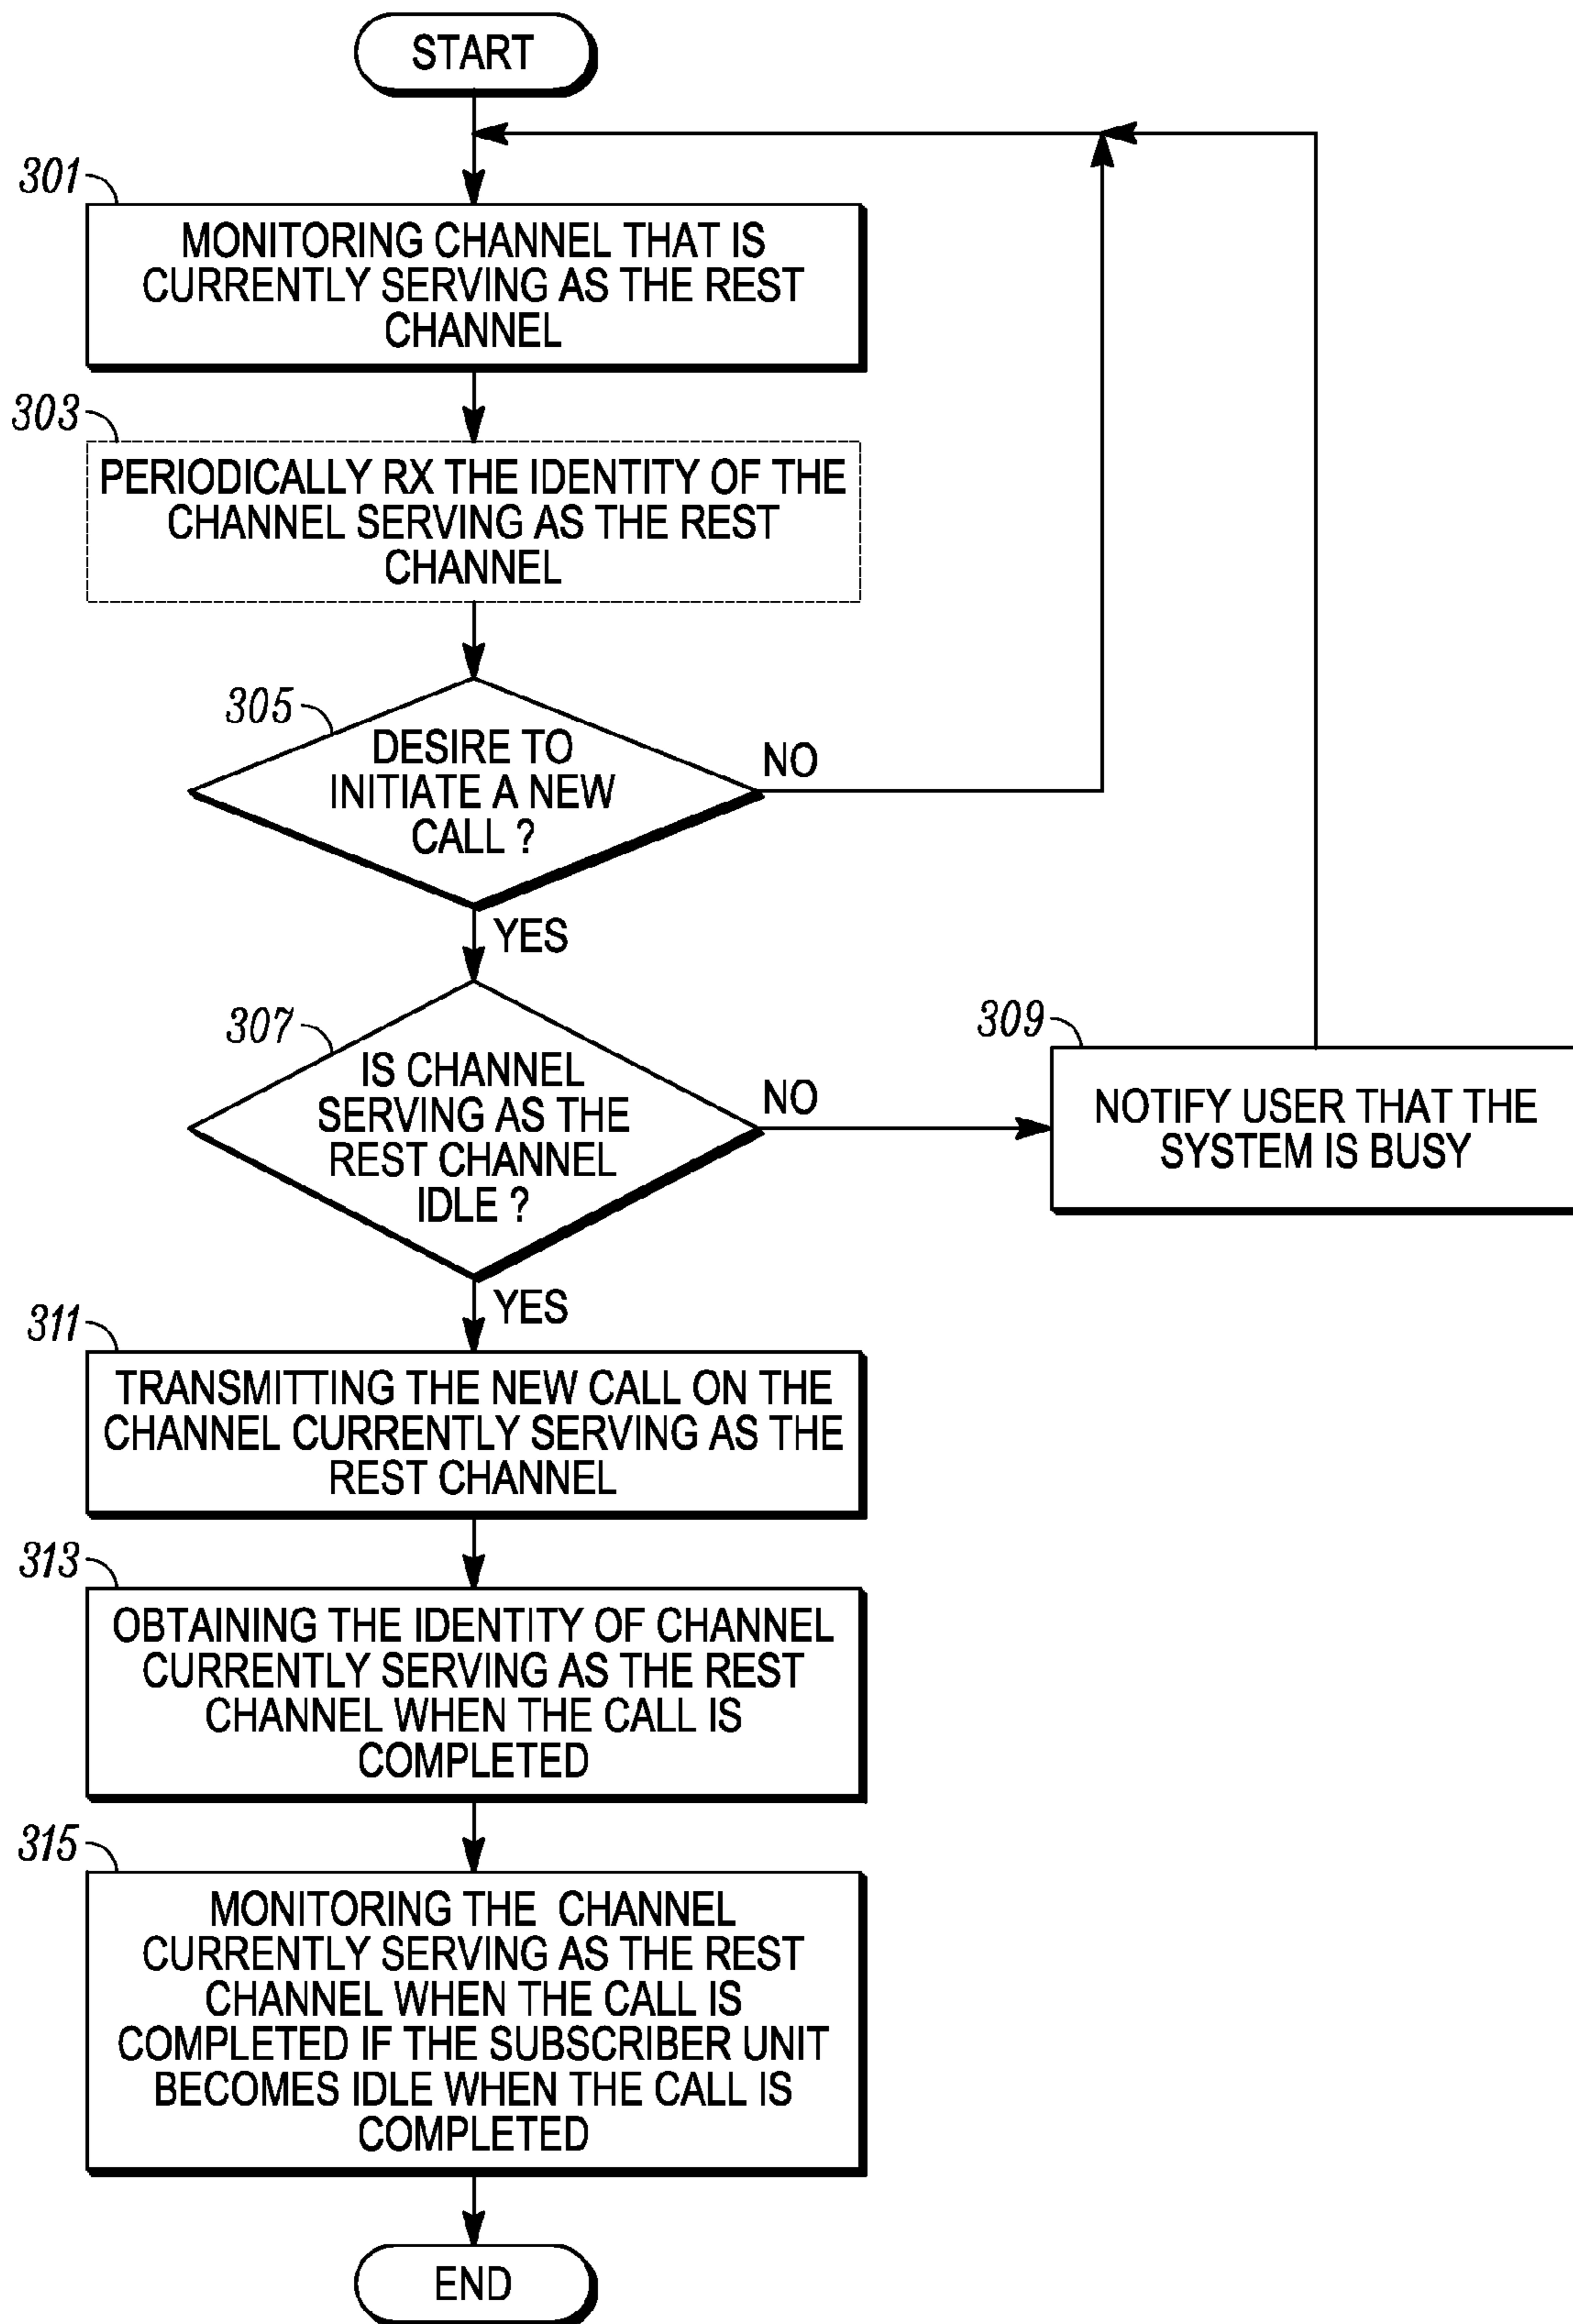 START
301
MONITORING CHANNEL THAT IS
CURRENTLY SERVING AS THE REST
CHANNEL
303
PERIODICALLY RX THE IDENTITY OF THE
CHANNEL SERVING AS THE REST
CHANNEL
305
DESIRE TO
INITIATE A NEW
CALL ?
NO
YES
307
IS CHANNEL
SERVING AS THE
REST CHANNEL
IDLE ?
NO
309
NOTIFY USER THAT THE
SYSTEM IS BUSY
YES
311
TRANSMITTING THE NEW CALL ON THE
CHANNEL CURRENTLY SERVING AS THE
REST CHANNEL
313
OBTAINING THE IDENTITY OF CHANNEL
CURRENTLY SERVING AS THE REST
CHANNEL WHEN THE CALL IS
COMPLETED
315
MONITORING THE CHANNEL
CURRENTLY SERVING AS THE REST
CHANNEL WHEN THE CALL IS
COMPLETED IF THE SUBSCRIBER UNIT
BECOMES IDLE WHEN THE CALL IS
COMPLETED
END